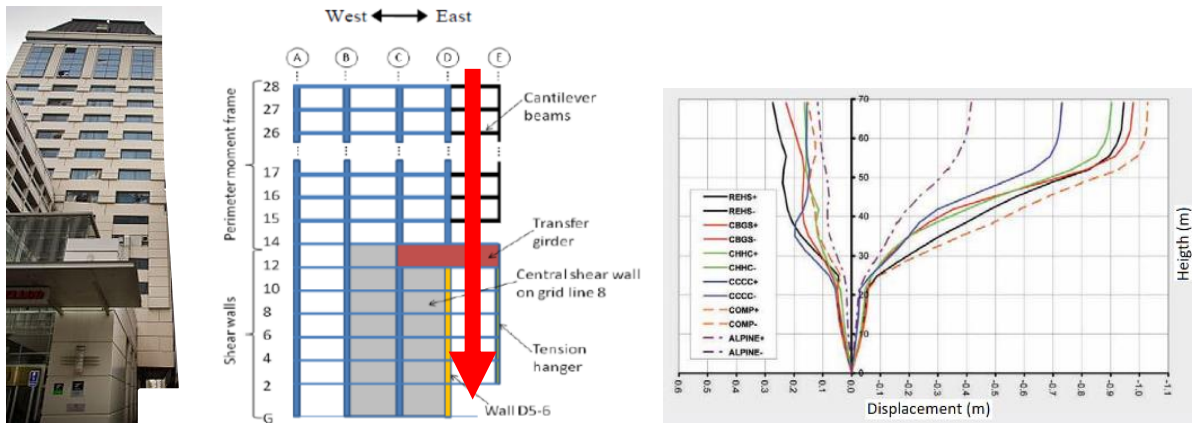 West East
A B C D E
28
27
26
17
16
15
14
12
10
8
6
4
2
G
Perimeter moment frame
Shear walls
Cantilever
beams
Transfer
girder
Central shear wall
on grid line 8
Tension
hanger
Wall D5-6
70
60
50
40
30
20
10
0
REHS+
REHS-
CBGS+
CBGS-
CHHC+
CHHC-
CCCC+
CCCC-
COMP+
COMP-
ALPINE+
ALPINE-
0.6 0.5 0.4 0.3 0.2 0.1 0.0 -0.1 -0.2 -0.3 -0.4 -0.5 -0.6 -0.7 -0.8 -0.9 -1.0 -1.1
Displacement (m)
Heigth (m)